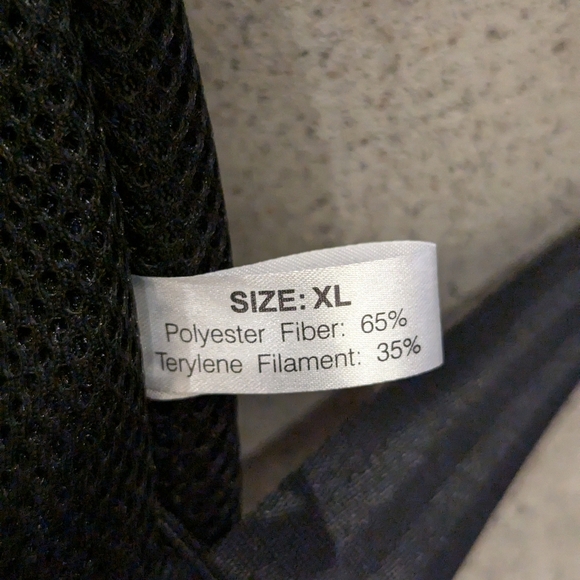 SIZE: XL
Polyester Fiber: 65%
Terylene Filament: 35%